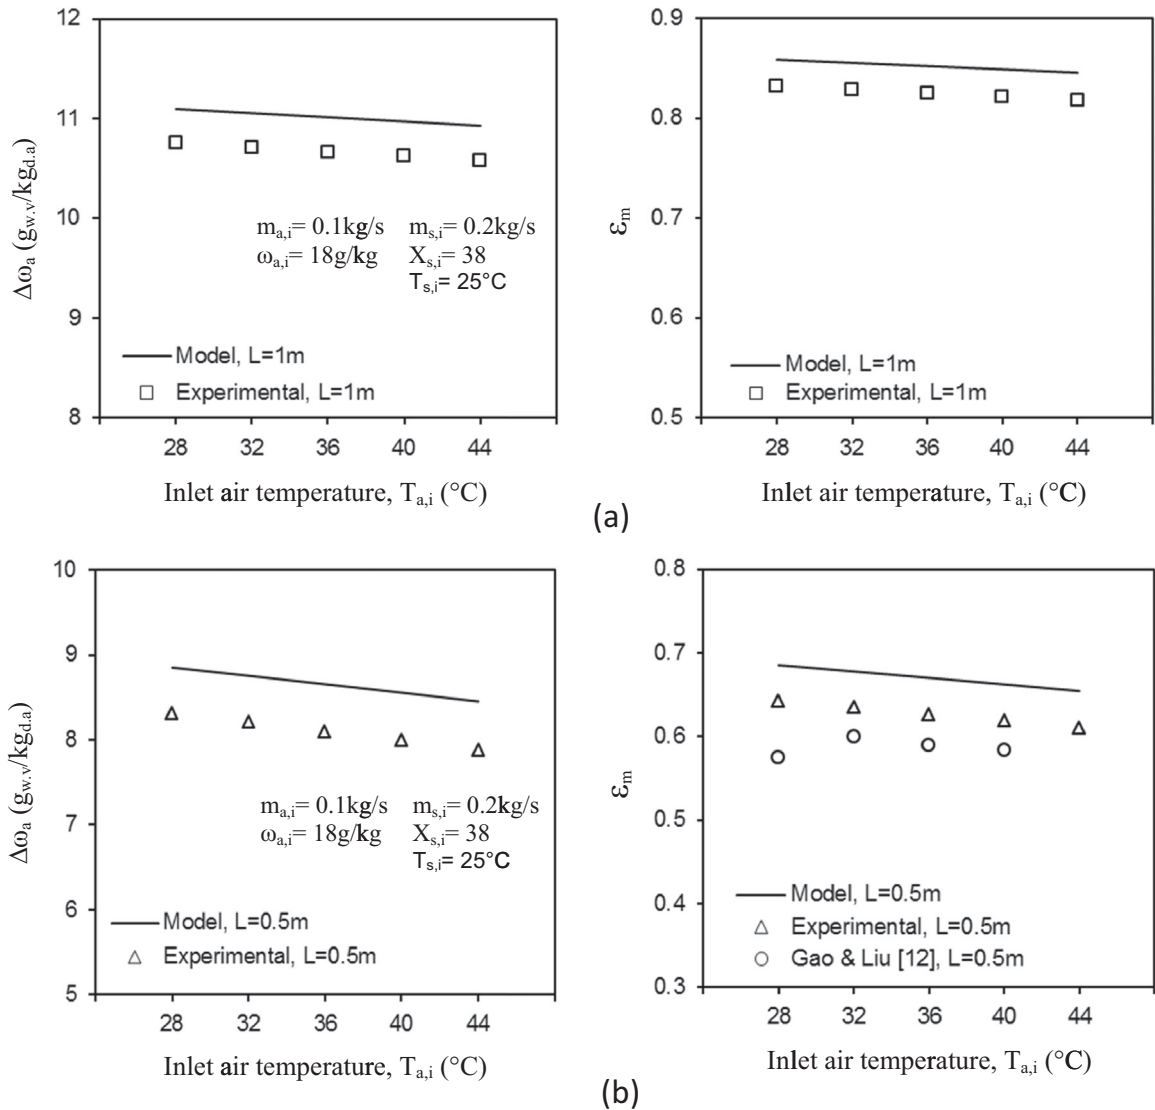 12
11
10
9
8
Δω_a (g_w.v/kg_d.a)
m_a,i= 0.1kg/s m_s,i= 0.2kg/s
ω_a,i= 18g/kg X_s,i= 38
T_s,i= 25°C
Model, L=1m
Experimental, L=1m
28 32 36 40 44
Inlet air temperature, T_a,i (°C)
0.9
0.8
0.7
0.6
0.5
ε_m
Model, L=1m
Experimental, L=1m
28 32 36 40 44
Inlet air temperature, T_a,i (°C)
(a)
10
9
8
7
6
5
Δω_a (g_w.v/kg_d.a)
m_a,i= 0.1kg/s m_s,i= 0.2kg/s
ω_a,i= 18g/kg X_s,i= 38
T_s,i= 25°C
Model, L=0.5m
Experimental, L=0.5m
28 32 36 40 44
Inlet air temperature, T_a,i (°C)
0.8
0.7
0.6
0.5
0.4
0.3
ε_m
Model, L=0.5m
Experimental, L=0.5m
Gao & Liu [12], L=0.5m
28 32 36 40 44
Inlet air temperature, T_a,i (°C)
(b)